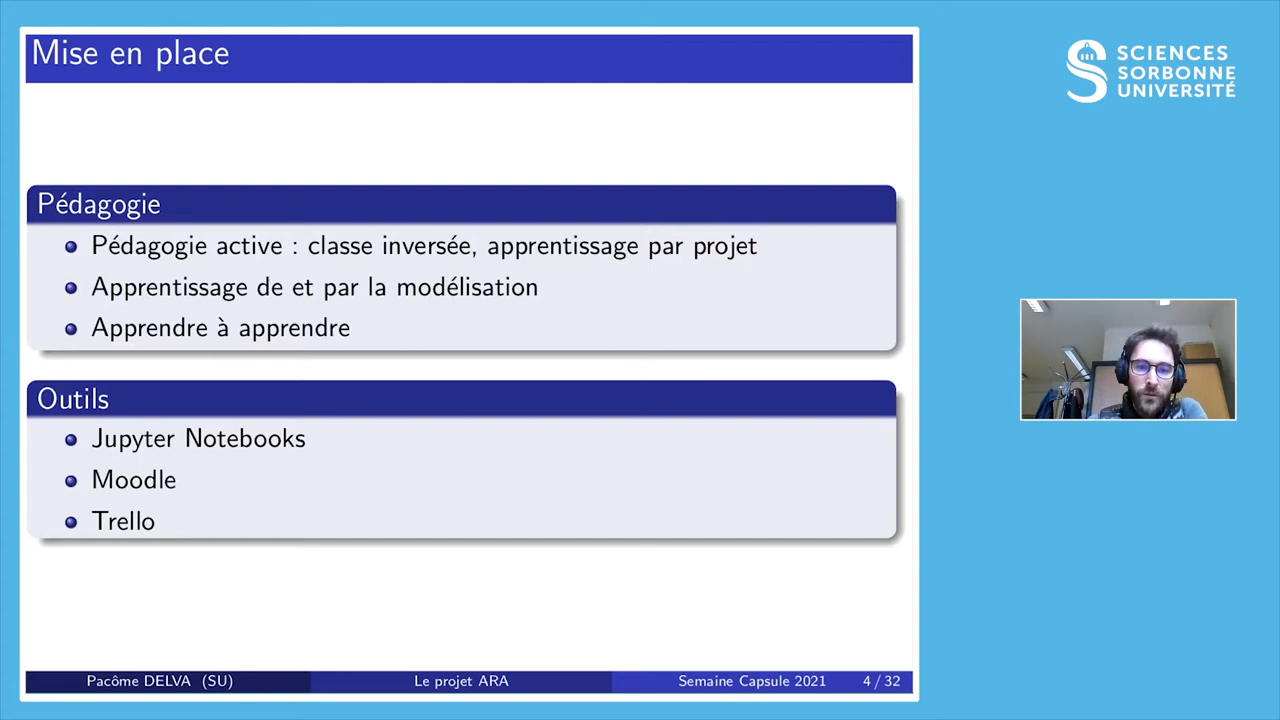 Mise en place
SCIENCES
SORBONNE
UNIVERSITÉ
Pédagogie
Pédagogie active : classe inversée, apprentissage par projet
Apprentissage de et par la modélisation
Apprendre à apprendre
Outils
Jupyter Notebooks
Moodle
Trello
Pacôme DELVA (SU)
Le projet ARA
Semaine Capsule 2021
4 / 32